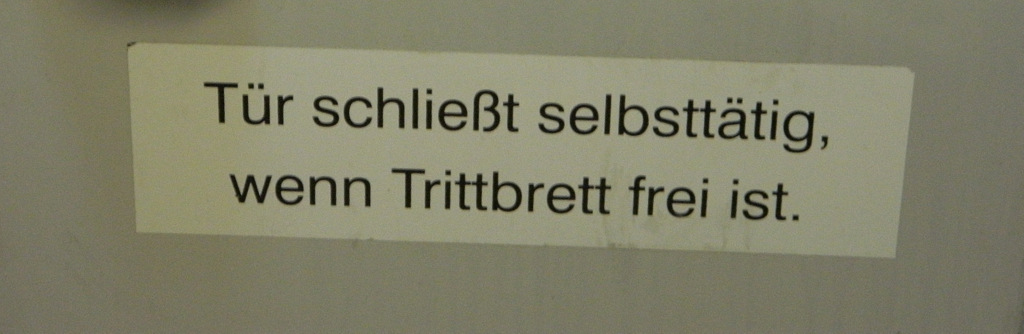 Tür schließt selbsttätig,
wenn Trittbrett frei ist.